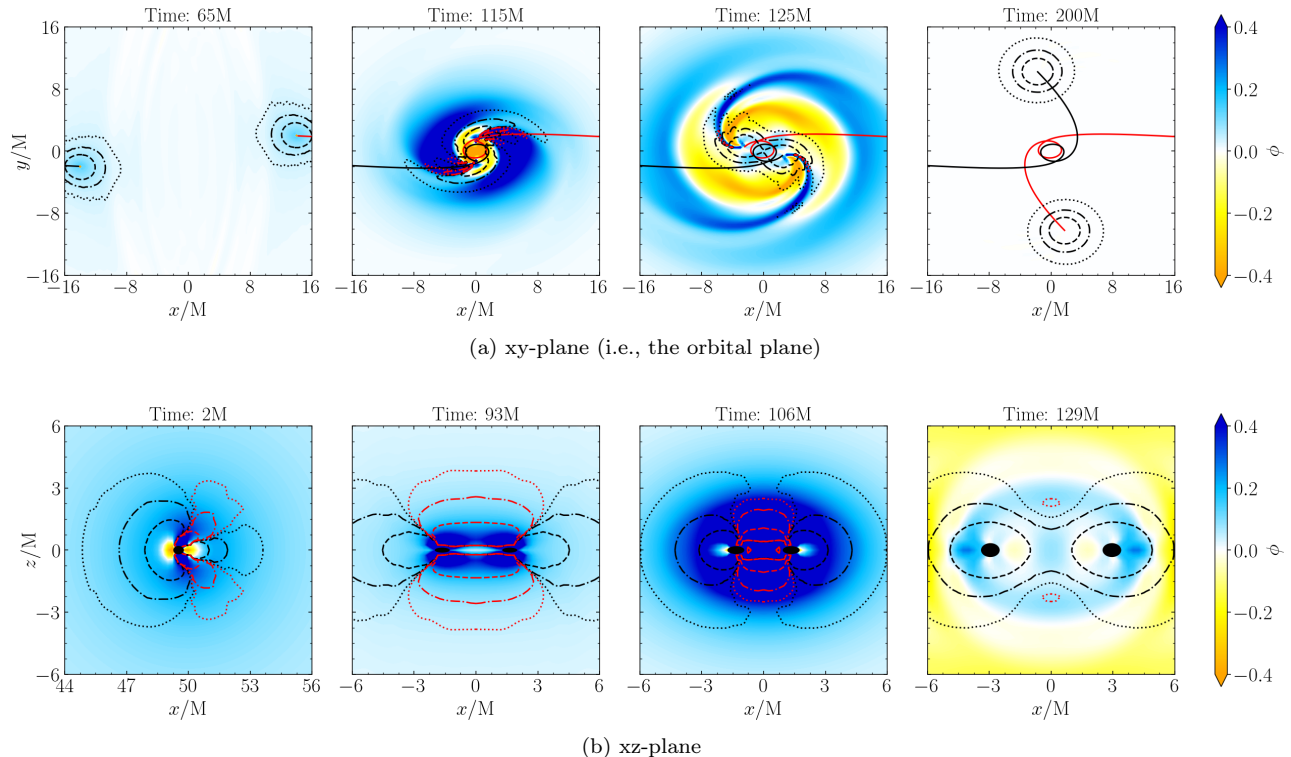 Time: 65M
Time: 115M
Time: 125M
Time: 200M
16
8
0
−8
−16
y/M
−16 −8 0 8 16
−16 −8 0 8 16
−16 −8 0 8 16
−16 −8 0 8 16
x/M
x/M
x/M
x/M
0.4
0.2
0.0
−0.2
−0.4
ϕ
(a) xy-plane (i.e., the orbital plane)
Time: 2M
Time: 93M
Time: 106M
Time: 129M
6
3
0
−3
−6
z/M
44 47 50 53 56
−6 −3 0 3 6
−6 −3 0 3 6
−6 −3 0 3 6
x/M
x/M
x/M
x/M
0.4
0.2
0.0
−0.2
−0.4
ϕ
(b) xz-plane